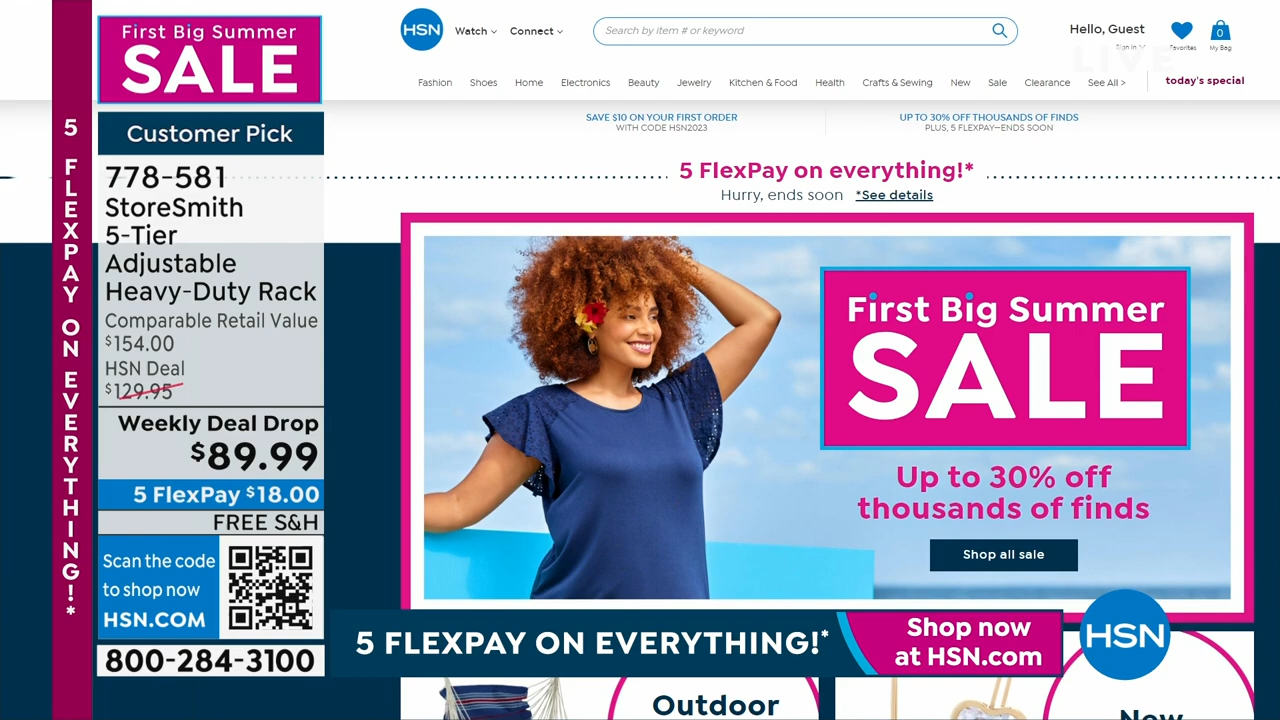 5 FLEXPAY ON EVERYTHING!*
First Big Summer
SALE
Customer Pick
778-581
StoreSmith
5-Tier
Adjustable
Heavy-Duty Rack
Comparable Retail Value
$154.00
HSN Deal
$129.95
Weekly Deal Drop
$89.99
5 FlexPay $18.00
FREE S&H
Scan the code
to shop now
HSN.COM
800-284-3100
HSN
Watch
Connect
Search by item # or keyword
Hello, Guest
Sign in
Favorites
0
My Bag
LIVE
Fashion Shoes Home Electronics Beauty Jewelry Kitchen & Food Health Crafts & Sewing New Sale Clearance See All > today's special
SAVE $10 ON YOUR FIRST ORDER
WITH CODE HSN2023
UP TO 30% OFF THOUSANDS OF FINDS
PLUS, 5 FLEXPAY—ENDS SOON
5 FlexPay on everything!*
Hurry, ends soon *See details
First Big Summer
SALE
Up to 30% off
thousands of finds
Shop all sale
5 FLEXPAY ON EVERYTHING!*
Shop now
at HSN.com
HSN
Outdoor
New